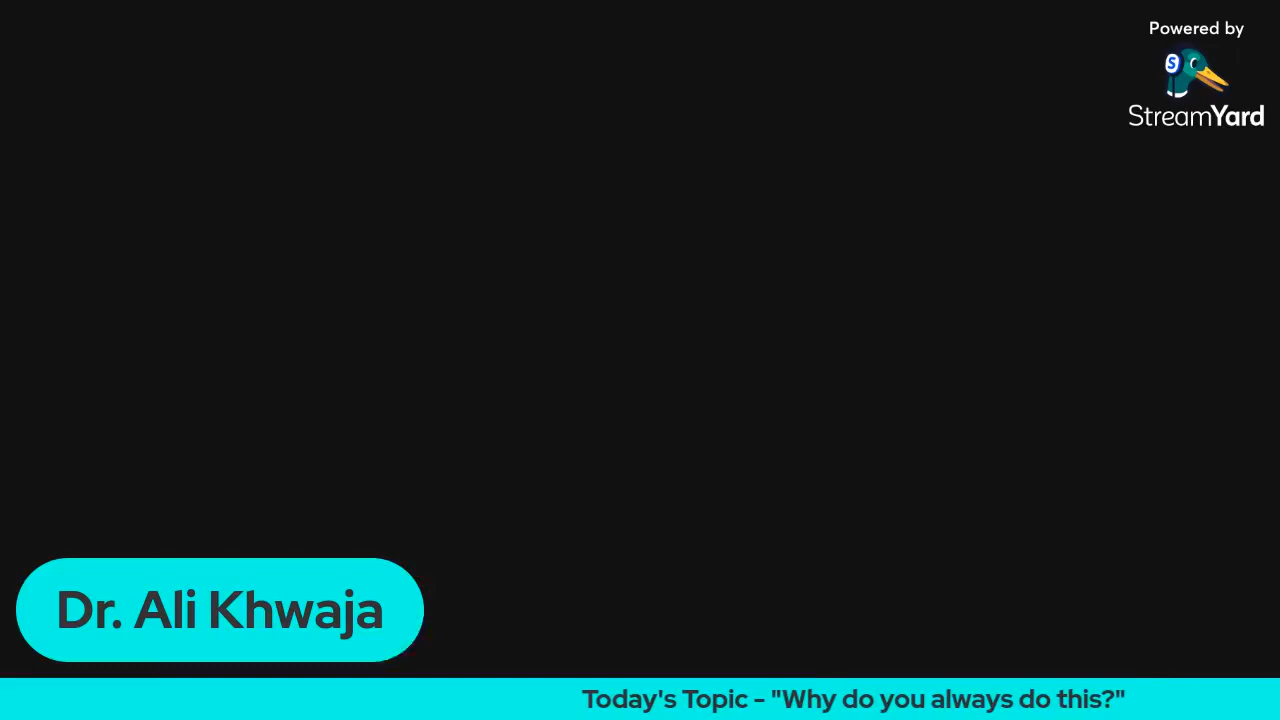 Powered by
S
StreamYard
Dr. Ali Khwaja
Today's Topic - "Why do you always do this?"